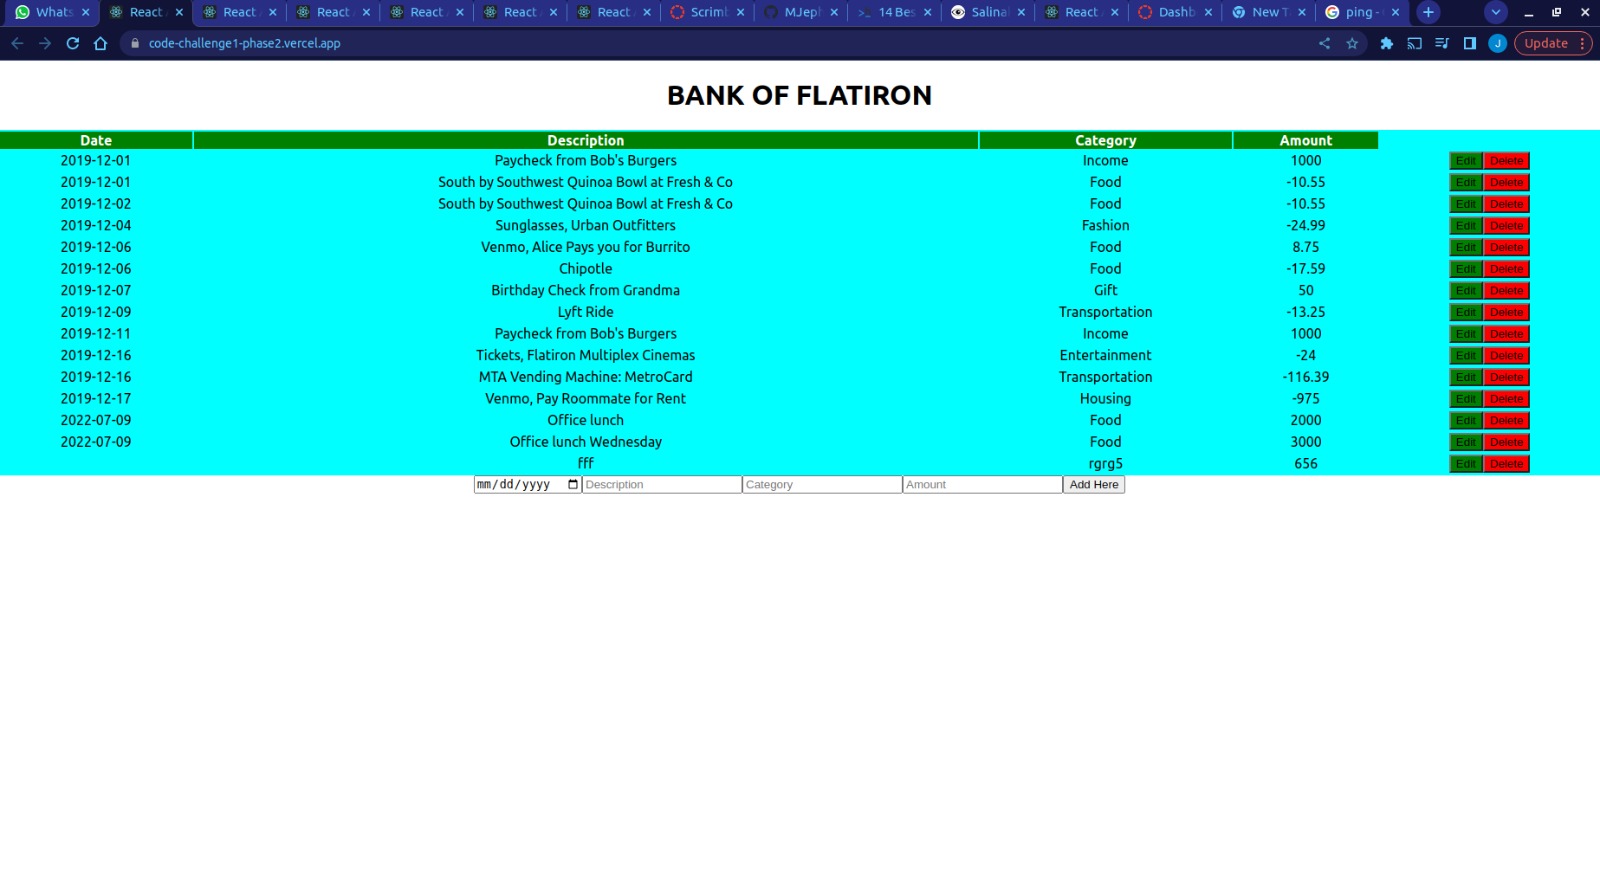 Whats React React React React React React Scrim MJep 14 Bes Salina React Dashb New T ping -
code-challenge1-phase2.vercel.app J Update
BANK OF FLATIRON
Date Description Category Amount
2019-12-01 Paycheck from Bob's Burgers Income 1000 Edit Delete
2019-12-01 South by Southwest Quinoa Bowl at Fresh & Co Food -10.55 Edit Delete
2019-12-02 South by Southwest Quinoa Bowl at Fresh & Co Food -10.55 Edit Delete
2019-12-04 Sunglasses, Urban Outfitters Fashion -24.99 Edit Delete
2019-12-06 Venmo, Alice Pays you for Burrito Food 8.75 Edit Delete
2019-12-06 Chipotle Food -17.59 Edit Delete
2019-12-07 Birthday Check from Grandma Gift 50 Edit Delete
2019-12-09 Lyft Ride Transportation -13.25 Edit Delete
2019-12-11 Paycheck from Bob's Burgers Income 1000 Edit Delete
2019-12-16 Tickets, Flatiron Multiplex Cinemas Entertainment -24 Edit Delete
2019-12-16 MTA Vending Machine: MetroCard Transportation -116.39 Edit Delete
2019-12-17 Venmo, Pay Roommate for Rent Housing -975 Edit Delete
2022-07-09 Office lunch Food 2000 Edit Delete
2022-07-09 Office lunch Wednesday Food 3000 Edit Delete
fff rgrg5 656 Edit Delete
mm/dd/yyyy Description Category Amount Add Here